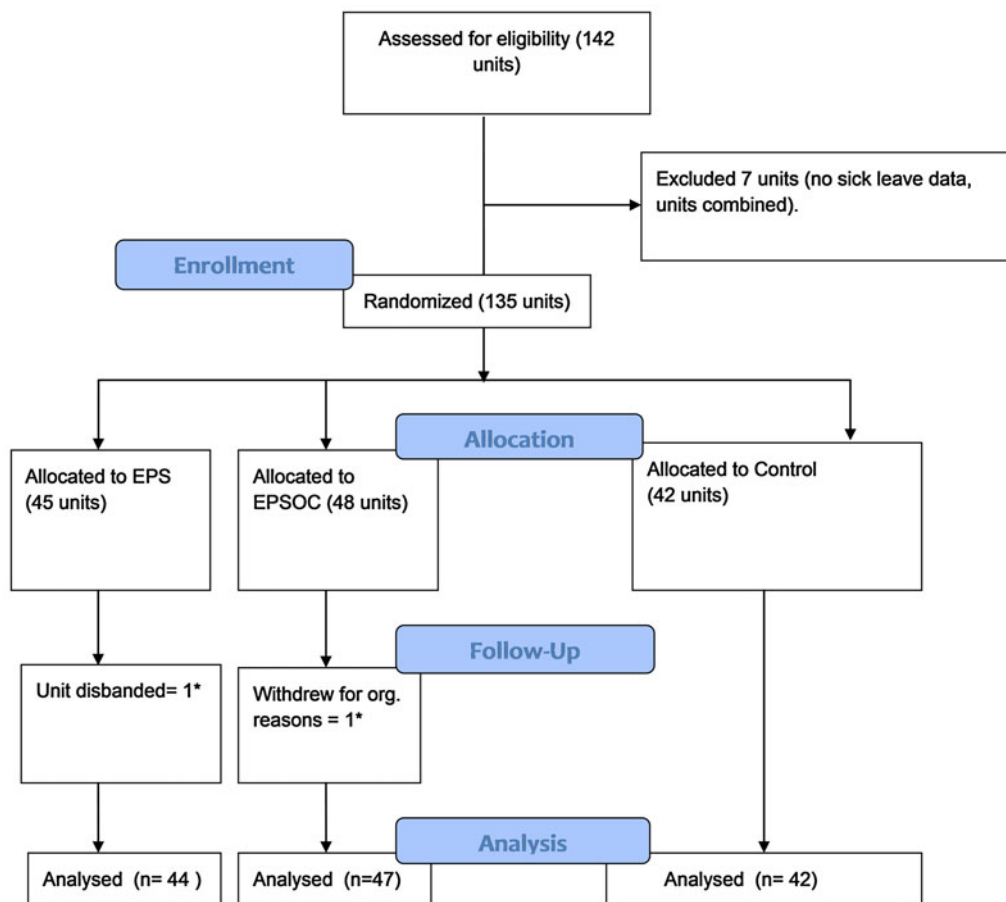 Assessed for eligibility (142
units)
Excluded 7 units (no sick leave data,
units combined).
Enrollment
Randomized (135 units)
Allocation
Allocated to EPS
(45 units)
Allocated to
EPSOC (48 units)
Allocated to Control
(42 units)
Follow-Up
Unit disbanded= 1*
Withdrew for org.
reasons = 1*
Analysis
Analysed (n= 44 )
Analysed (n=47)
Analysed (n= 42)